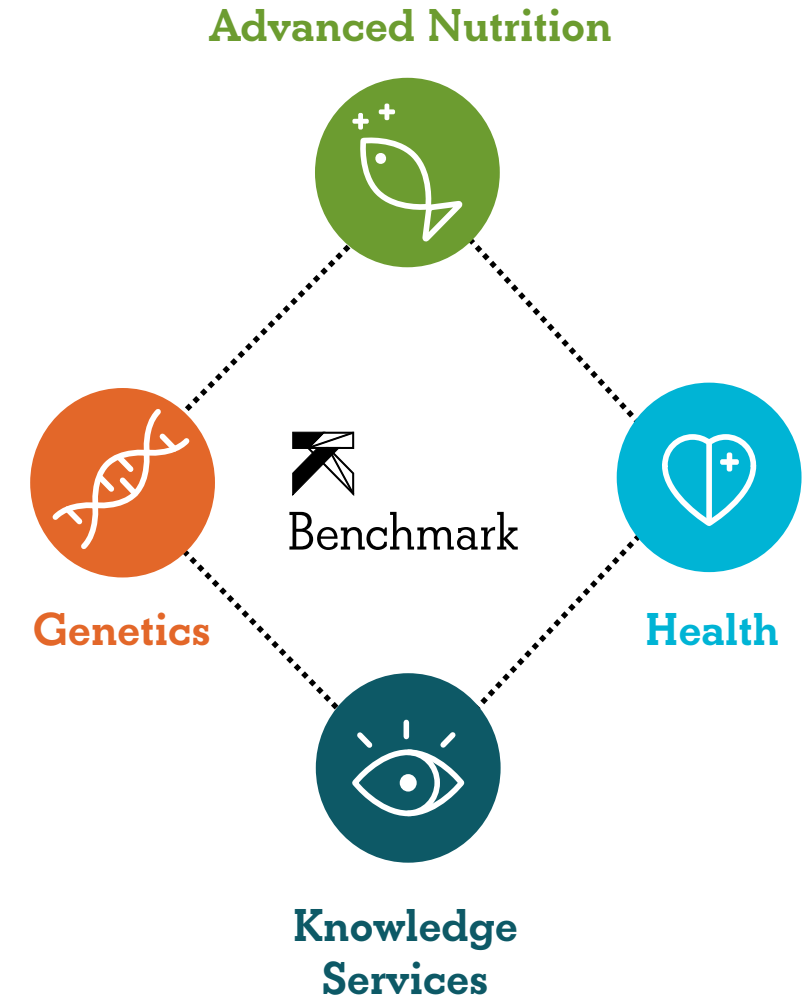 Advanced Nutrition
Benchmark
Genetics
Health
Knowledge
Services